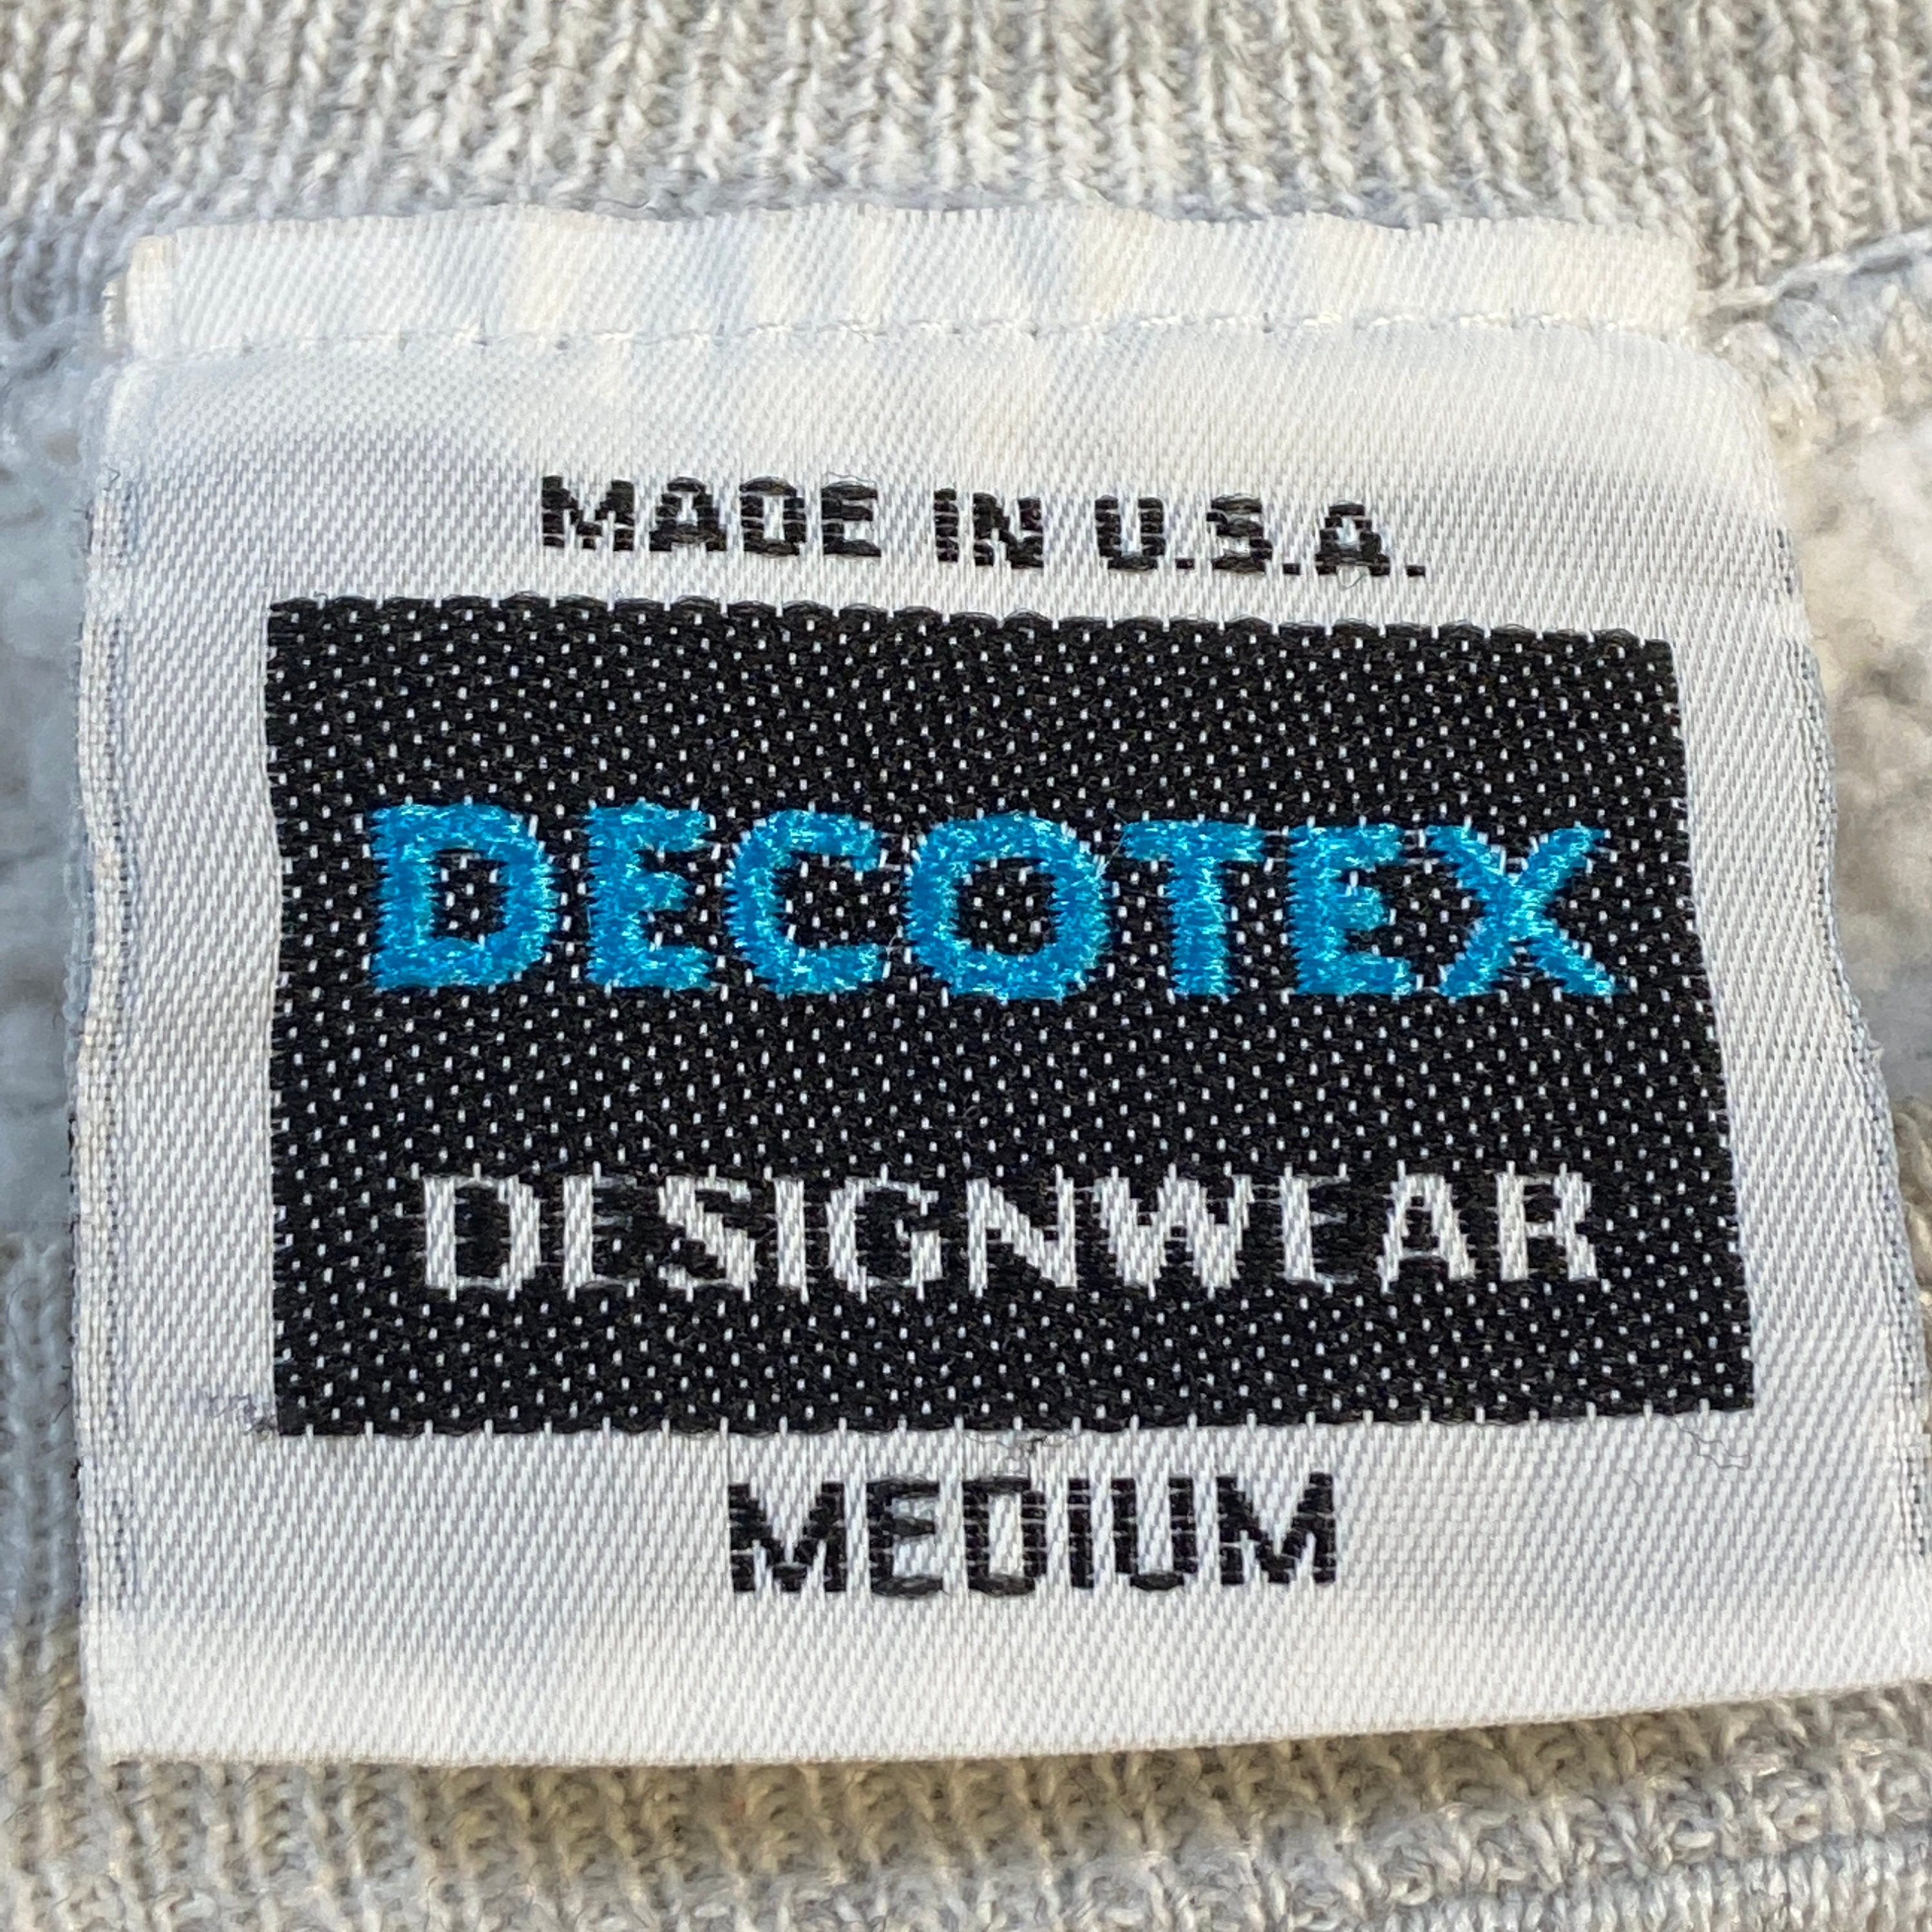 MADE IN U.S.A.
DECOTEX
DESIGNWEAR
MEDIUM